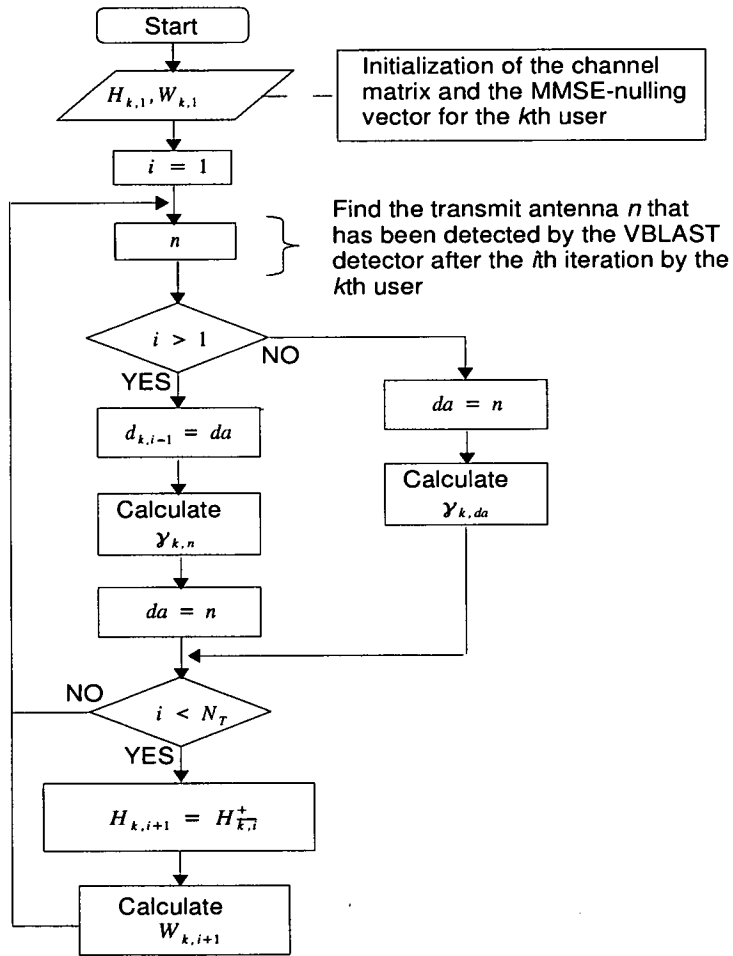 Start
H_{k,1}, W_{k,1}
Initialization of the channel
matrix and the MMSE-nulling
vector for the kth user
i = 1
n
Find the transmit antenna n that
has been detected by the VBLAST
detector after the ith iteration by the
kth user
i > 1
NO
YES
d_{k,i-1} = da
da = n
Calculate
γ_{k,n}
Calculate
γ_{k,da}
da = n
NO
i < N_T
YES
H_{k,i+1} = H^+_{\overline{k,i}}
Calculate
W_{k,i+1}